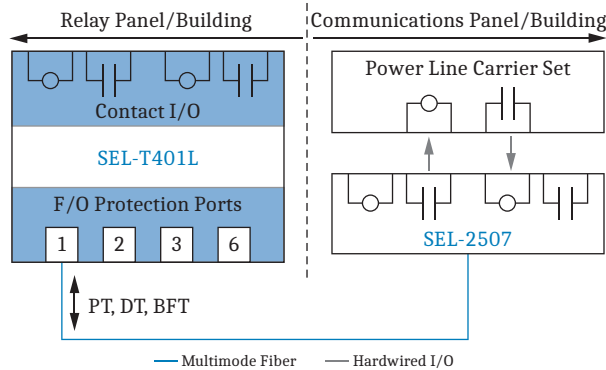 Relay Panel/Building
Communications Panel/Building
Contact I/O
Power Line Carrier Set
SEL-T401L
F/O Protection Ports
1 2 3 6
SEL-2507
PT, DT, BFT
Multimode Fiber
Hardwired I/O